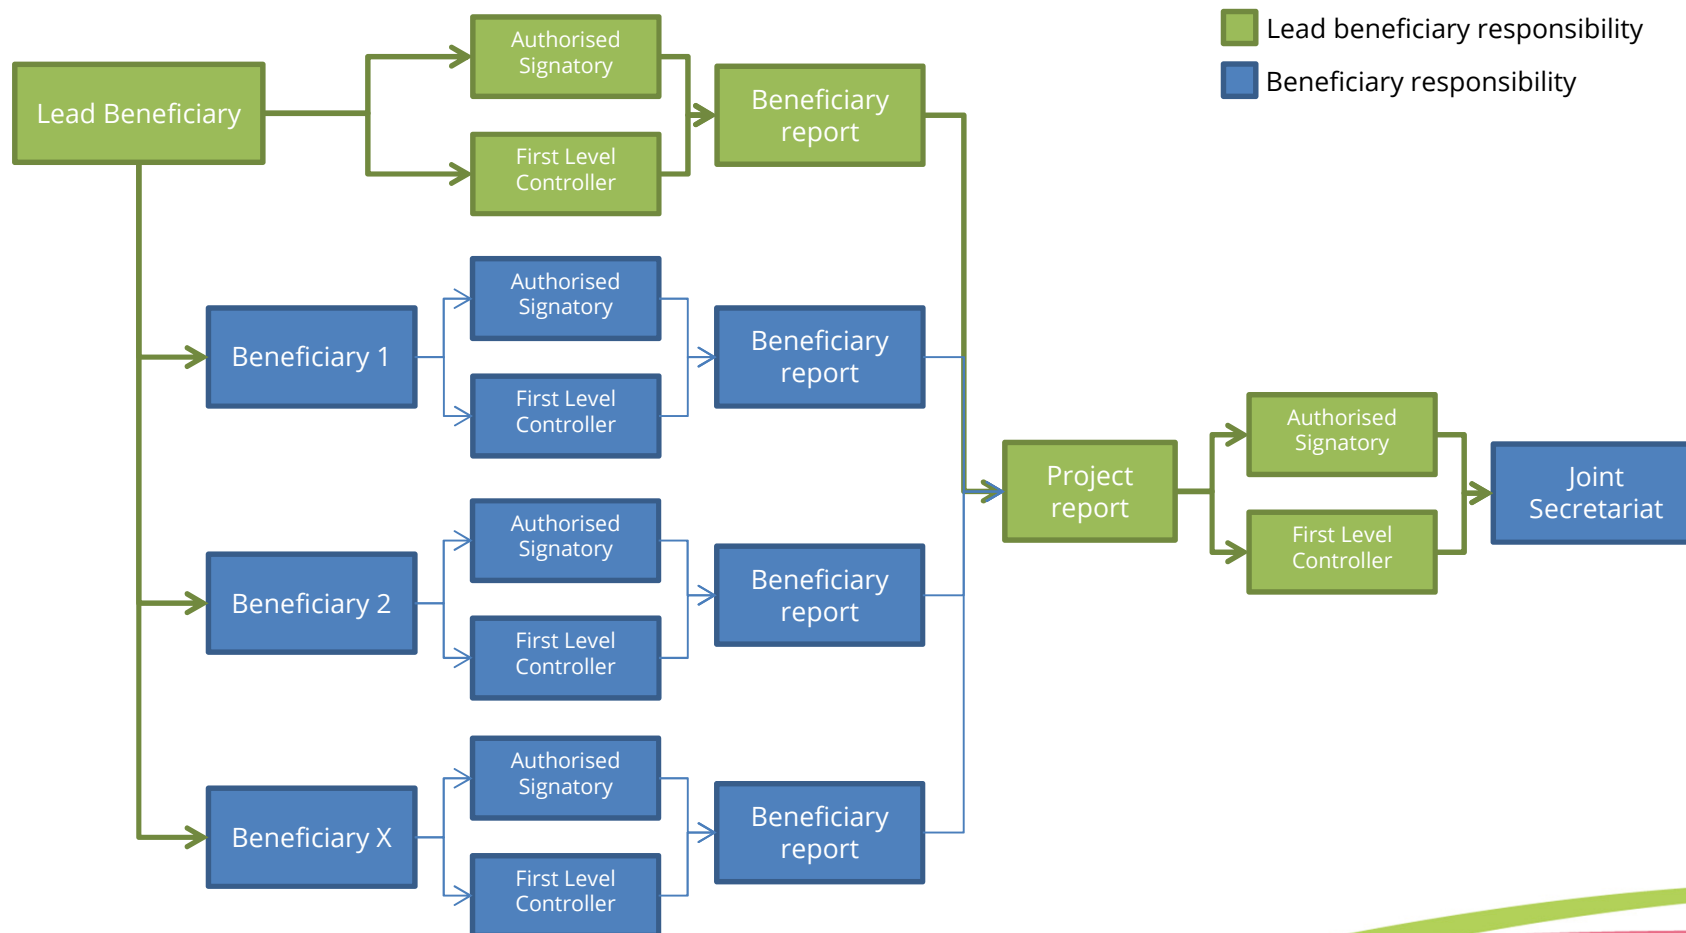 Lead beneficiary responsibility
Beneficiary responsibility
Lead Beneficiary
Authorised
Signatory
First Level
Controller
Beneficiary
report
Beneficiary 1
Authorised
Signatory
First Level
Controller
Beneficiary
report
Beneficiary 2
Authorised
Signatory
First Level
Controller
Beneficiary
report
Beneficiary X
Authorised
Signatory
First Level
Controller
Beneficiary
report
Project
report
Authorised
Signatory
First Level
Controller
Joint
Secretariat